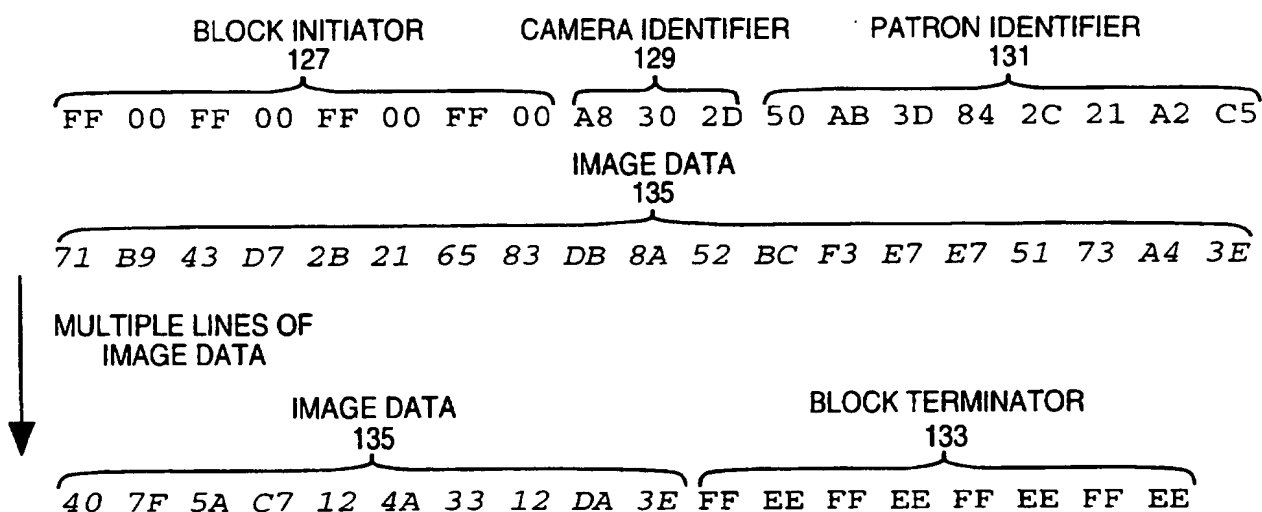 BLOCK INITIATOR CAMERA IDENTIFIER PATRON IDENTIFIER
127 129 131
FF 00 FF 00 FF 00 FF 00 A8 30 2D 50 AB 3D 84 2C 21 A2 C5
IMAGE DATA
135
71 B9 43 D7 2B 21 65 83 DB 8A 52 BC F3 E7 E7 51 73 A4 3E
MULTIPLE LINES OF
IMAGE DATA
IMAGE DATA BLOCK TERMINATOR
135 133
40 7F 5A C7 12 4A 33 12 DA 3E FF EE FF EE FF EE FF EE